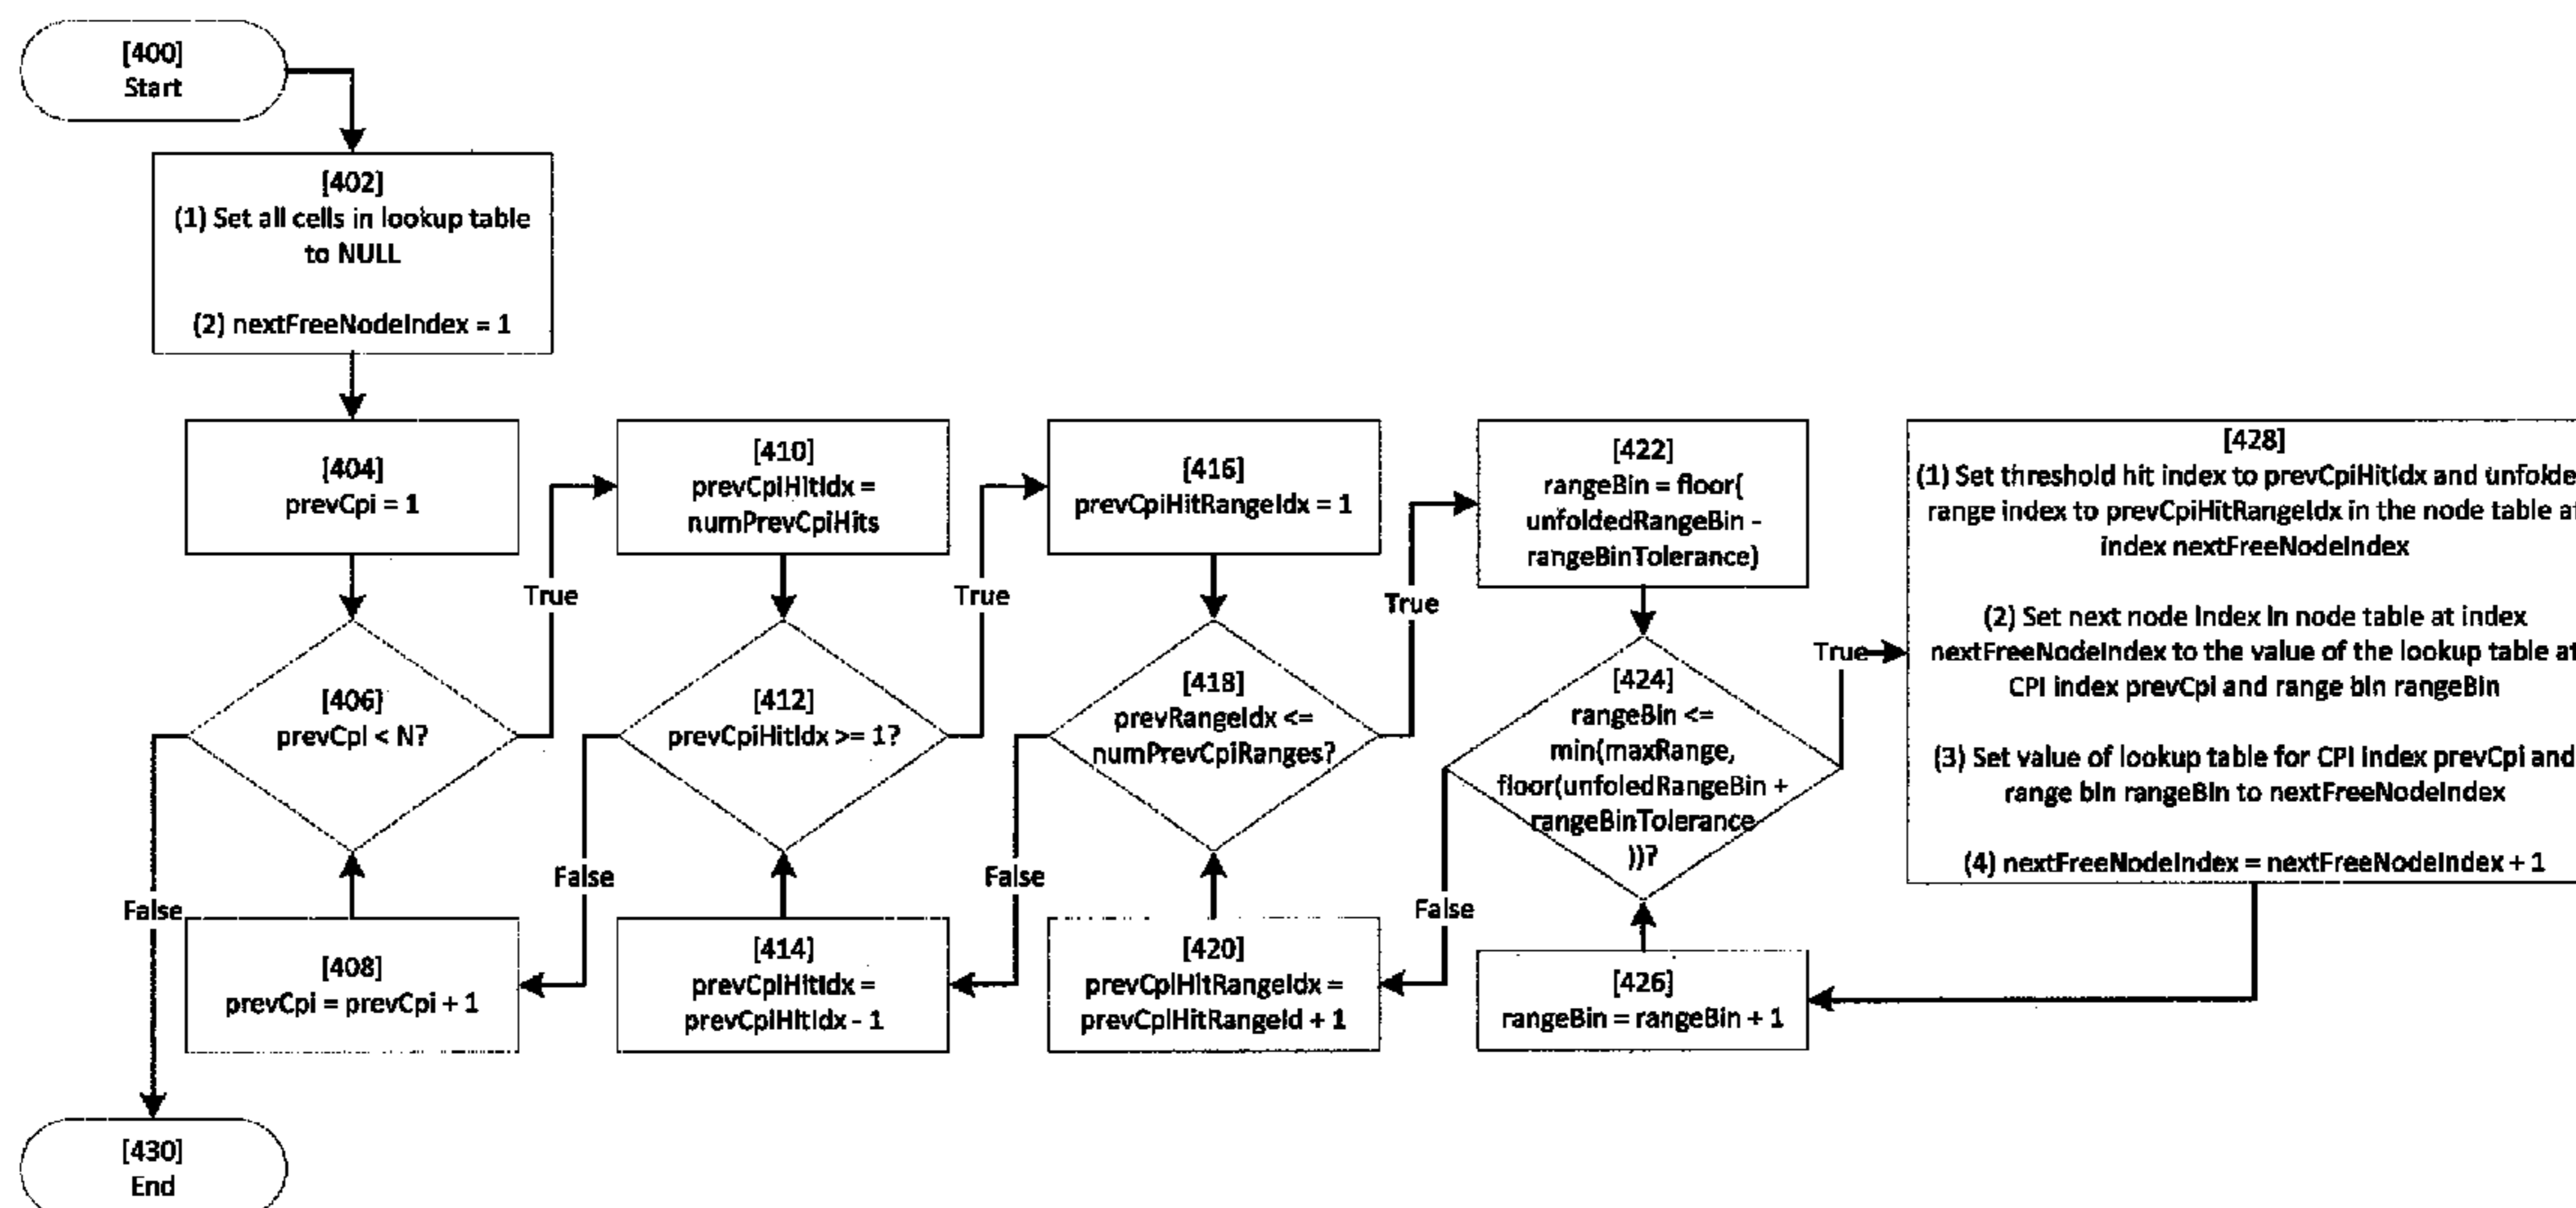 [400]
Start
[402]
(1) Set all cells in lookup table
to NULL
(2) nextFreeNodeIndex = 1
[404]
prevCpi = 1
[406]
prevCpi < N?
[408]
prevCpi = prevCpi + 1
True
False
[410]
prevCpiHitIdx =
numPrevCpiHits
[412]
prevCpiHitIdx >= 1?
[414]
prevCpiHitIdx =
prevCpiHitIdx - 1
True
False
[416]
prevCpiHitRangeIdx = 1
[418]
prevRangeIdx <=
numPrevCpiRanges?
[420]
prevCpiHitRangeIdx =
prevCpiHitRangeId + 1
True
False
[422]
rangeBin = floor(
unfoldedRangeBin -
rangeBinTolerance)
[424]
rangeBin <=
min(maxRange,
floor(unfoledRangeBin +
rangeBinTolerance
))?
[426]
rangeBin = rangeBin + 1
True
False
[428]
(1) Set threshold hit index to prevCpiHitIdx and unfolde
range index to prevCpiHitRangeIdx in the node table a
index nextFreeNodeIndex
(2) Set next node index in node table at index
nextFreeNodeIndex to the value of the lookup table a
CPI index prevCpi and range bin rangeBin
(3) Set value of lookup table for CPI index prevCpi and
range bin rangeBin to nextFreeNodeIndex
(4) nextFreeNodeIndex = nextFreeNodeIndex + 1
[430]
End